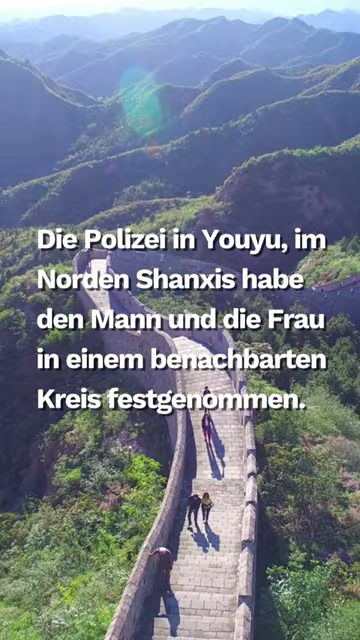 Die Polizei in Youyu, im
Norden Shanxis habe
den Mann und die Frau
in einem benachbarten
Kreis festgenommen.